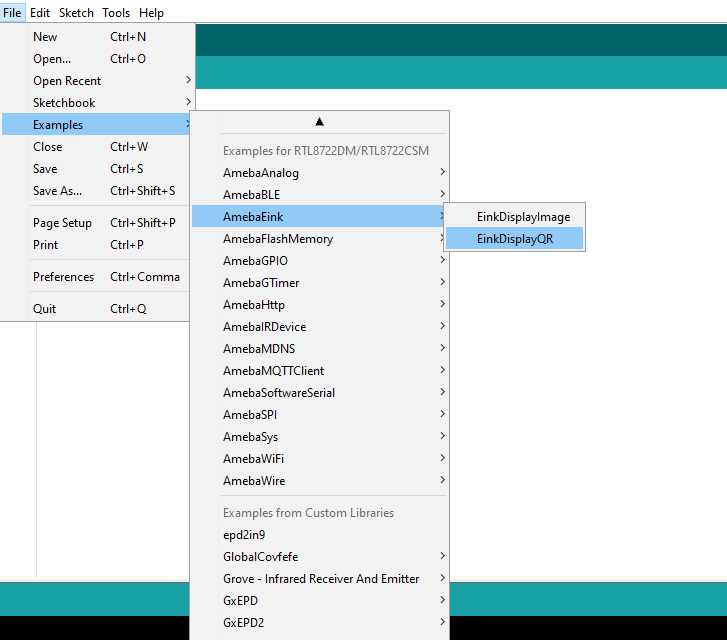 File Edit Sketch Tools Help
New Ctrl+N
Open... Ctrl+O
Open Recent
Sketchbook
Examples
Close Ctrl+W
Save Ctrl+S
Save As... Ctrl+Shift+S
Page Setup Ctrl+Shift+P
Print Ctrl+P
Preferences Ctrl+Comma
Quit Ctrl+Q
Examples for RTL8722DM/RTL8722CSM
AmebaAnalog
AmebaBLE
AmebaEink
AmebaFlashMemory
AmebaGPIO
AmebaGTimer
AmebaHttp
AmebaIRDevice
AmebaMDNS
AmebaMQTTClient
AmebaSoftwareSerial
AmebaSPI
AmebaSys
AmebaWiFi
AmebaWire
Examples from Custom Libraries
epd2in9
GlobalCovfefe
Grove - Infrared Receiver And Emitter
GxEPD
GxEPD2
EinkDisplayImage
EinkDisplayQR